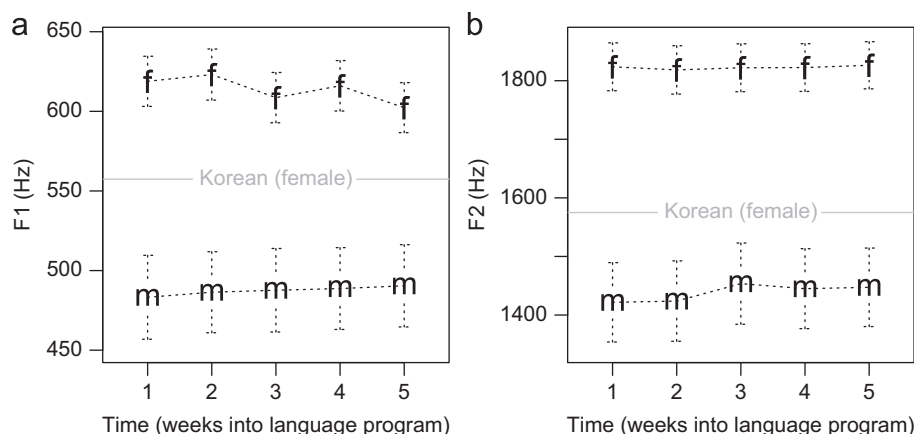 a
650
600
550
500
450
F1 (Hz)
f f f f f
Korean (female)
m m m m m
1 2 3 4 5
Time (weeks into language program)
b
1800
1600
1400
F2 (Hz)
f f f f f
Korean (female)
m m m m m
1 2 3 4 5
Time (weeks into language program)